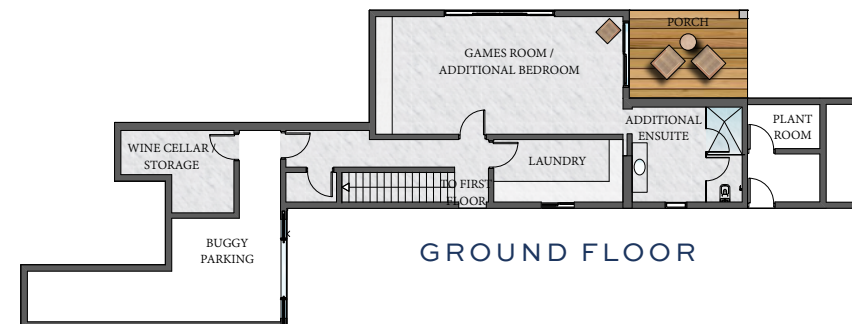 PORCH
GAMES ROOM /
ADDITIONAL BEDROOM
ADDITIONAL
ENSUITE
PLANT
ROOM
WINE CELLAR /
STORAGE
LAUNDRY
TO FIRST
FLOOR
BUGGY
PARKING
GROUND FLOOR